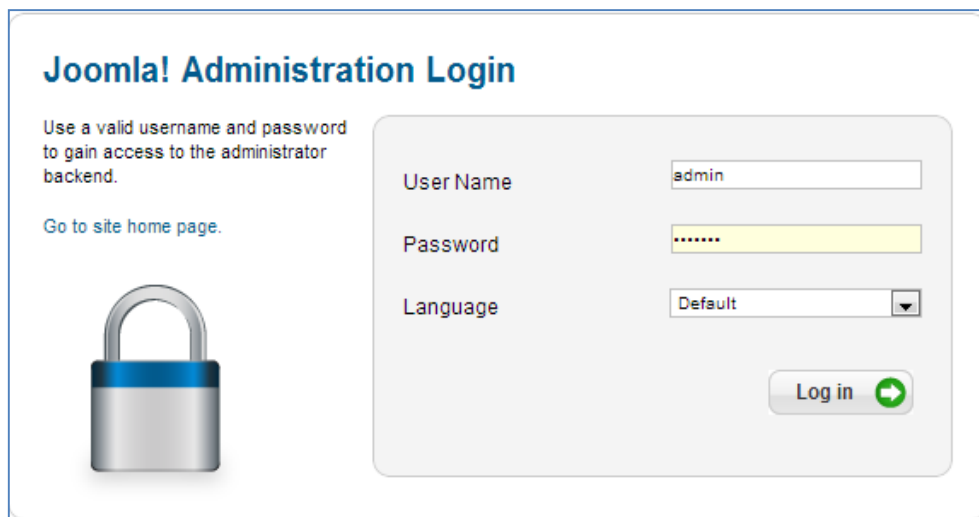 Joomla! Administration Login
Use a valid username and password
to gain access to the administrator
backend.
Go to site home page.
User Name
admin
Password
•••••••
Language
Default
Log in